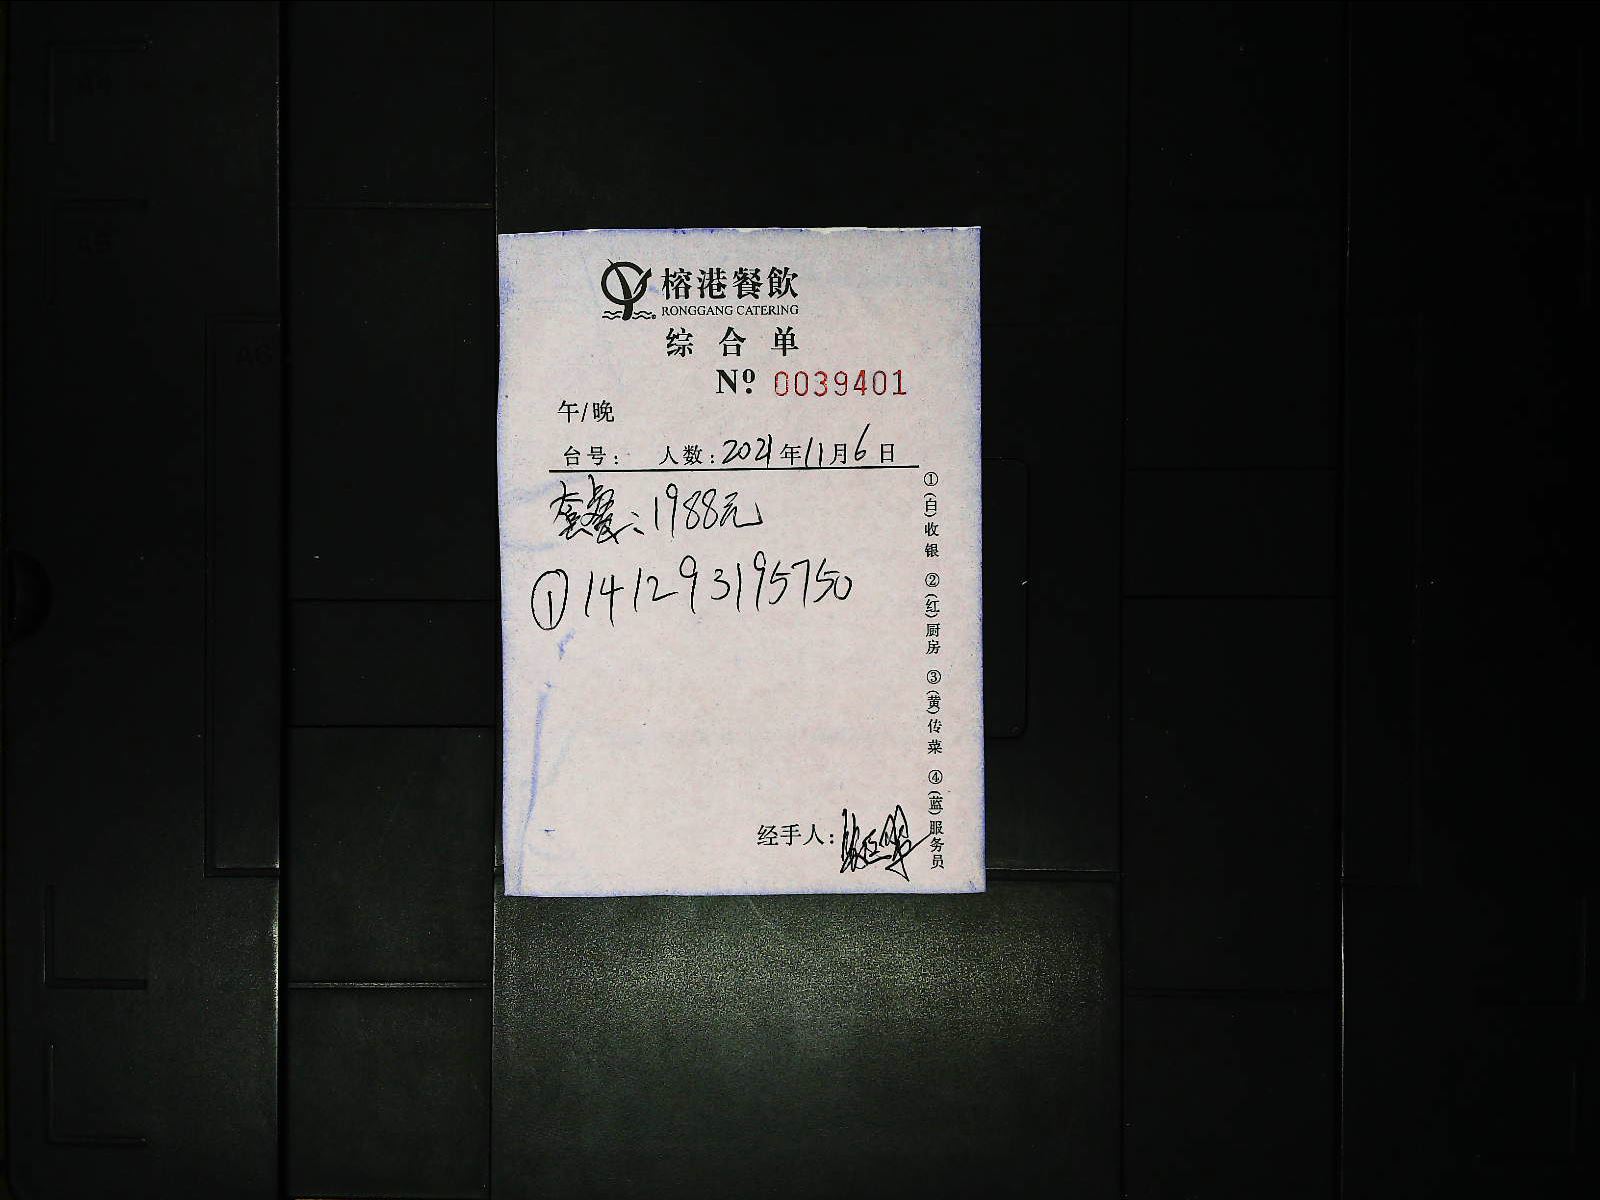 榕港餐飲
RONGGANG CATERING
综合单
Nº 0039401
午/晚
台号: 人数: 2021年11月6日
套餐:1988元
①141293195750
经手人:
①(白)收银 ②(红)厨房 ③(黄)传菜 ④(蓝)服务员